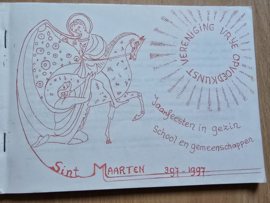 VERENIGING VRIJE OPVOEDKUNST
Jaarfeesten in gezin
school en gemeenschappen
Sint MAARTEN 397-1997